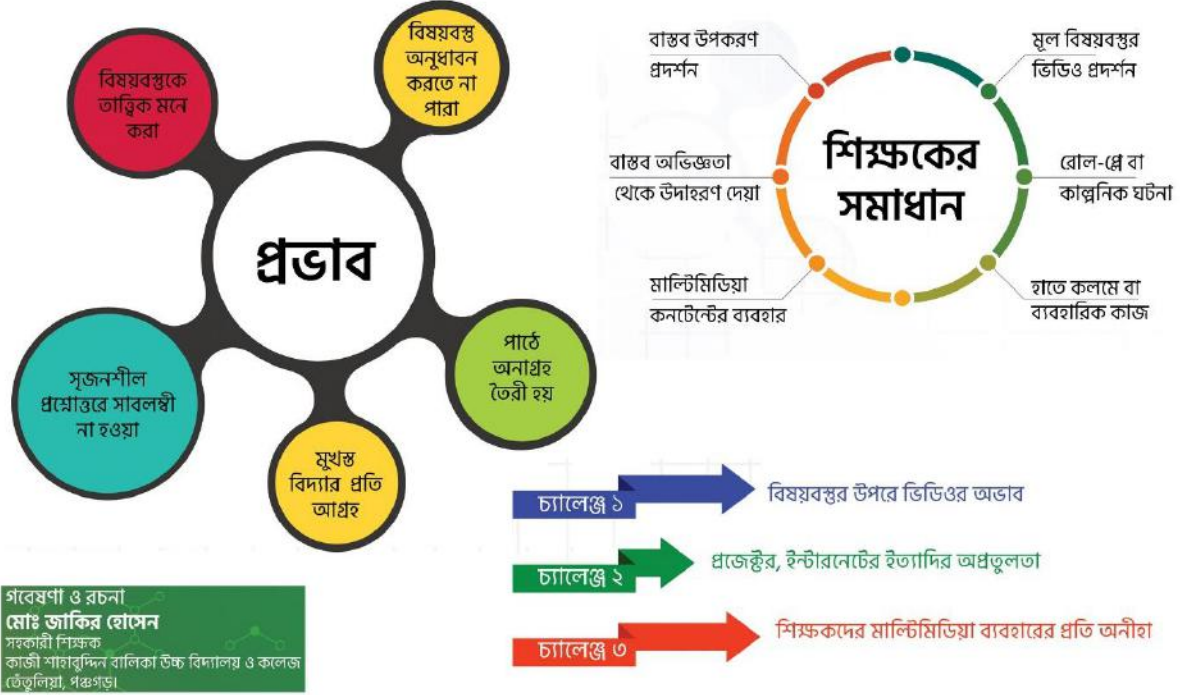 বিষয়বস্তুকে
তাত্ত্বিক মনে
করা
বিষয়বস্তু
অনুধাবন
করতে না
পারা
প্রভাব
সৃজনশীল
প্রশ্নোত্তরে সাবলম্বী
না হওয়া
মুখস্ত
বিদ্যার প্রতি
আগ্রহ
পাঠে
অনাগ্রহ
তৈরী হয়
বাস্তব উপকরণ
প্রদর্শন
মূল বিষয়বস্তুর
ভিডিও প্রদর্শন
বাস্তব অভিজ্ঞতা
থেকে উদাহরণ দেয়া
শিক্ষকের
সমাধান
রোল-প্লে বা
কাল্পনিক ঘটনা
মাল্টিমিডিয়া
কনটেন্টের ব্যবহার
হাতে কলমে বা
ব্যবহারিক কাজ
চ্যালেঞ্জ ১ বিষয়বস্তুর উপরে ভিডিওর অভাব
চ্যালেঞ্জ ২ প্রজেক্টর, ইন্টারনেটের ইত্যাদির অপ্রতুলতা
চ্যালেঞ্জ ৩ শিক্ষকদের মাল্টিমিডিয়া ব্যবহারের প্রতি অনীহা
গবেষণা ও রচনা
মোঃ জাকির হোসেন
সহকারী শিক্ষক
কাজী শাহাবুদ্দিন বালিকা উচ্চ বিদ্যালয় ও কলেজ
তেঁতুলিয়া, পঞ্চগড়।